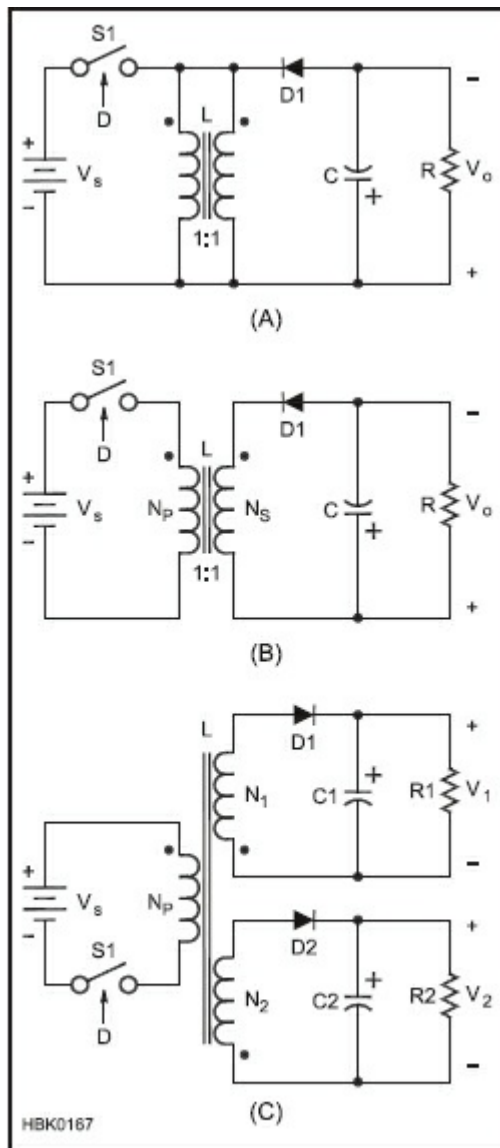 S1
D
L
D1
+
Vs
-
1:1
C
+
R
-
Vo
+
(A)
S1
D
L
D1
+
Vs
-
NP
NS
1:1
C
+
R
-
Vo
+
(B)
L
N1
D1
+
C1
R1
+
V1
-
+
Vs
-
NP
S1
D
N2
D2
+
C2
R2
+
V2
-
(C)
HBK0167